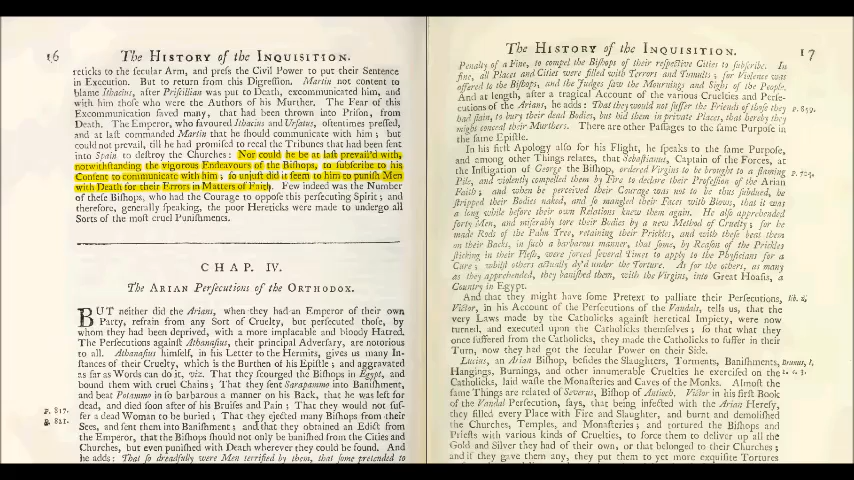 16 The HISTORY of the INQUISITION.
reticks to the secular Arm, and press the Civil Power to put their Sentence
in Execution. But to return from this Digression. Martin not content to
blame Ithacius, after Priscillian was put to Death, excommunicated him, and
with him those who were the Authors of his Murther. The Fear of this
Excommunication saved many, that had been thrown into Prison, from
Death. The Emperor, who favoured Ithacius and Ursatus, oftentimes pressed,
and at last commanded Martin that he should communicate with him; but
could not prevail, till he had promised to recal the Tribunes that had been sent
into Spain to destroy the Churches: Nor could he be at last prevail'd with,
notwithstanding the vigorous Endeavours of the Bishops, to subscribe to his
Consent to communicate with him; so unjust did it seem to him to punish Men
with Death for their Errors in Matters of Faith. Few indeed was the Number
of these Bishops, who had the Courage to oppose this persecuting Spirit; and
therefore, generally speaking, the poor Hereticks were made to undergo all
Sorts of the most cruel Punishments.
CHAP. IV.
The ARIAN Persecutions of the ORTHODOX.
BUT neither did the Arians, when they had an Emperor of their own
Party, refrain from any Sort of Cruelty, but persecuted those, by
whom they had been deprived, with a more implacable and bloody Hatred.
The Persecutions against Athanasius, their principal Adversary, are notorious
to all. Athanasius himself, in his Letter to the Hermits, gives us many In-
stances of their Cruelty, which is the Burthen of his Epistle; and aggravated
as far as Words can do it, viz. That they scourged the Bishops in Egypt, and
bound them with cruel Chains; That they sent Sarapammo into Banishment,
and beat Potammo in so barbarous a manner on his Back, that he was left for
dead, and died soon after of his Bruises and Pain; That they would not suf-
p. 817. fer a dead Woman to be buried; That they ejected many Bishops from their
p. 821. Sees, and sent them into Banishment; and that they obtained an Edict from
the Emperor, that the Bishops should not only be banished from the Cities and
Churches, but even punished with Death wherever they could be found. And
he adds: That so dreadfully were Men terrified by them, that some pretended to
The HISTORY of the INQUISITION. 17
Penalty of a Fine, to compel the Bishops of their respective Cities to subscribe. In
fine, all Places and Cities were filled with Terrors and Tumults; for Violence was
offered to the Bishops, and the Judges saw the Mournings and Sighs of the People.
And at length, after a tragical Account of the various Cruelties and Perse-
cutions of the Arians, he adds: That they would not suffer the Friends of those they
had slain, to bury their dead Bodies, but hid them in private Places, that hereby they
might conceal their Murthers. There are other Passages to the same Purpose in
the same Epistle.
In his first Apology also for his Flight, he speaks to the same Purpose,
and among other Things relates, that Sebastianus, Captain of the Forces, at
the Instigation of George the Bishop, ordered Virgins to be brought to a flaming
Pile, and violently compelled them by Fire to declare their Profession of the Arian
Faith; and when he perceived their Courage was not to be thus subdued, he
stripped their Bodies naked, and so mangled their Faces with Blows, that it was
a long while before their own Relations knew them again. He also apprehended
forty Men, and miserably tore their Bodies by a new Method of Cruelty; for he
made Rods of the Palm Tree, retaining their Prickles, and with these beat them
on their Backs, in such a barbarous manner, that some, by Reason of the Prickles
sticking in their Flesh, were forced several Times to apply to the Physicians for a
Cure; whilst others actually dy'd under the Torture. As for the others, as many
as they apprehended, they banished them, with the Virgins, into Great Hoasis, a
Country in Egypt.
And that they might have some Pretext to palliate their Persecutions,
Victor, in his Account of the Persecutions of the Vandals, tells us, that the
very Laws made by the Catholicks against heretical Impiety, were now
turned, and executed upon the Catholicks themselves; so that what they
once suffered from the Catholicks, they made the Catholicks to suffer in their
Turn, now they had got the secular Power on their Side.
Lucius, an Arian Bishop, besides the Slaughters, Torments, Banishments,
Hangings, Burnings, and other innumerable Cruelties he exercised on the
Catholicks, laid waste the Monasteries and Caves of the Monks. Almost the
same Things are related of Severus, Bishop of Antioch. Victor in his first Book
of the Vandal Persecution, says, that being infected with the Arian Heresy,
they filled every Place with Fire and Slaughter, and burnt and demolished
the Churches, Temples, and Monasteries; and tortured the Bishops and
Priests with various kinds of Cruelties, to force them to deliver up all the
Gold and Silver they had of their own, or that belonged to their Churches;
and if they gave them any, they put them to yet more exquisite Tortures